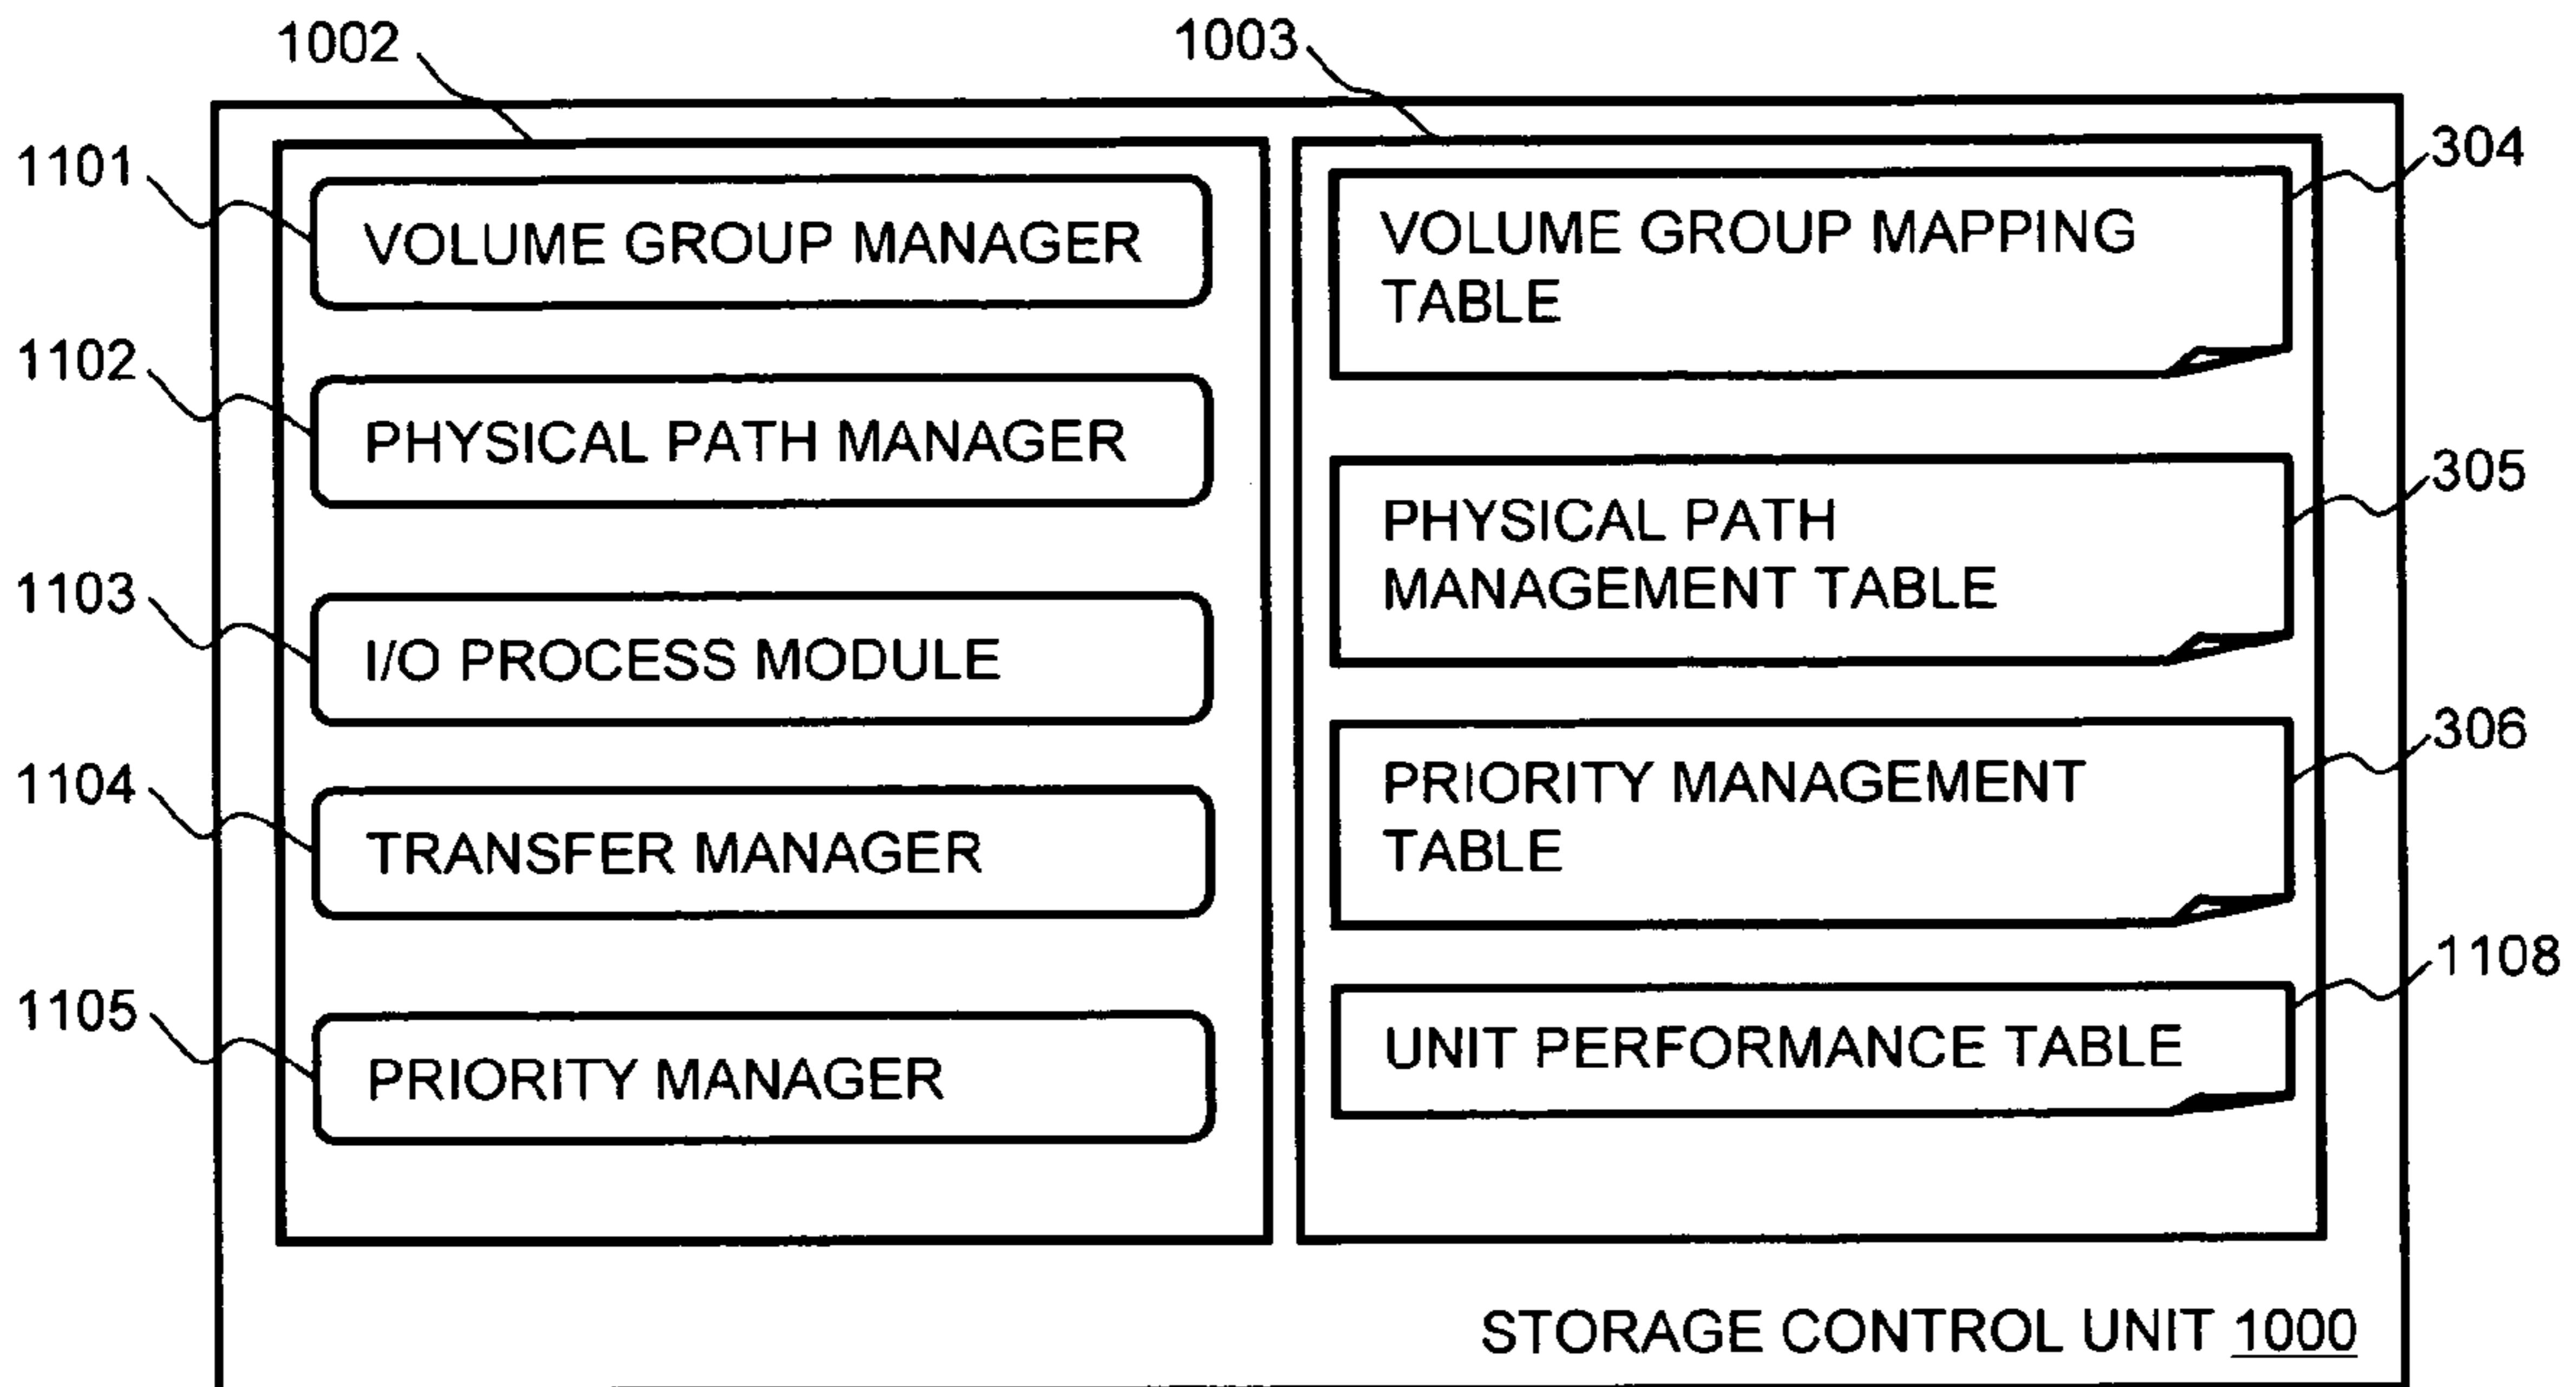 1002
1003
1101
VOLUME GROUP MANAGER
1102
PHYSICAL PATH MANAGER
1103
I/O PROCESS MODULE
1104
TRANSFER MANAGER
1105
PRIORITY MANAGER
304
VOLUME GROUP MAPPING
TABLE
305
PHYSICAL PATH
MANAGEMENT TABLE
306
PRIORITY MANAGEMENT
TABLE
1108
UNIT PERFORMANCE TABLE
STORAGE CONTROL UNIT 1000